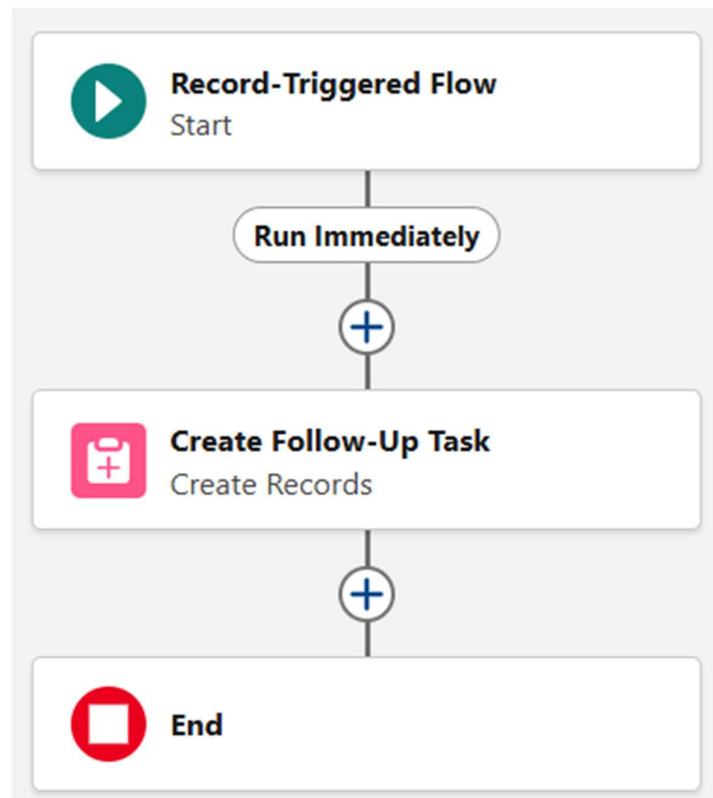 Record-Triggered Flow
Start
Run Immediately
Create Follow-Up Task
Create Records
End